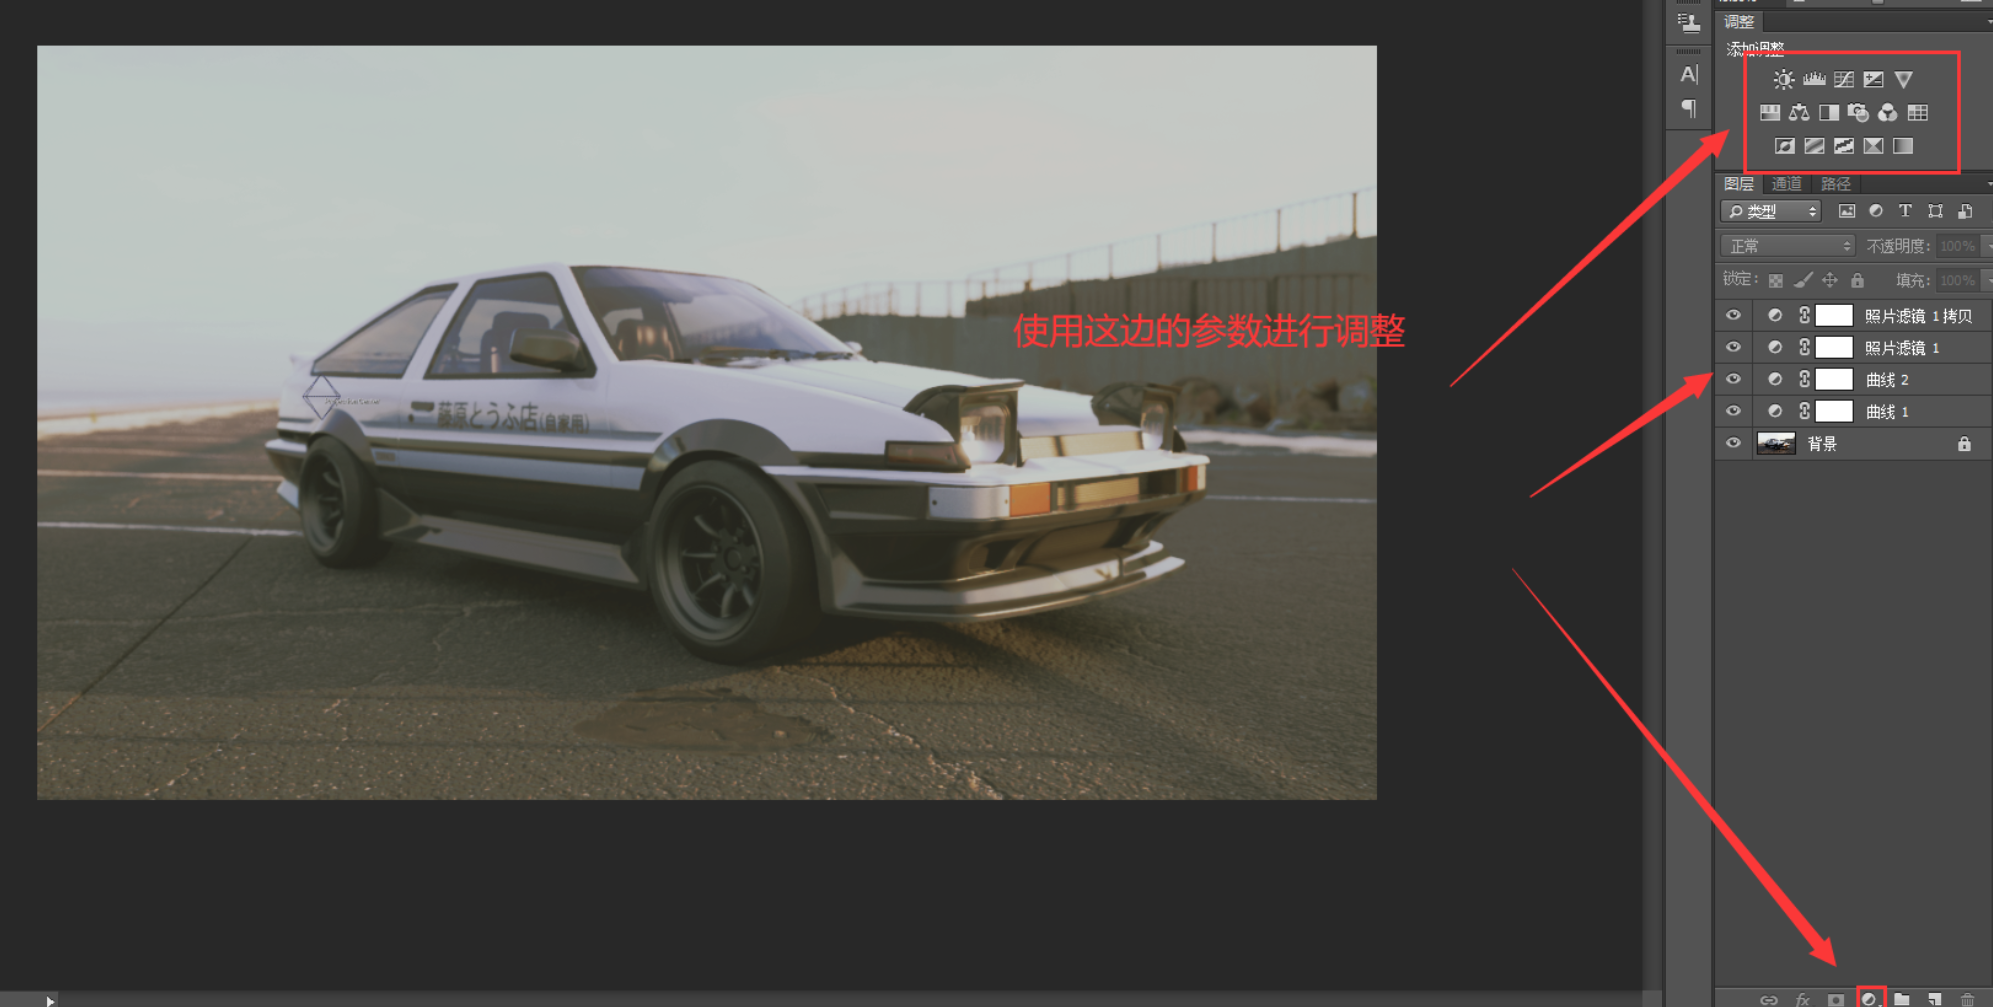 调整
添加调整
图层 通道 路径
类型
T
正常 不透明度: 100%
锁定: 填充: 100%
照片滤镜 1 拷贝
照片滤镜 1
曲线 2
曲线 1
背景
fx
A
使用这边的参数进行调整
藤原とうふ店(自家用)